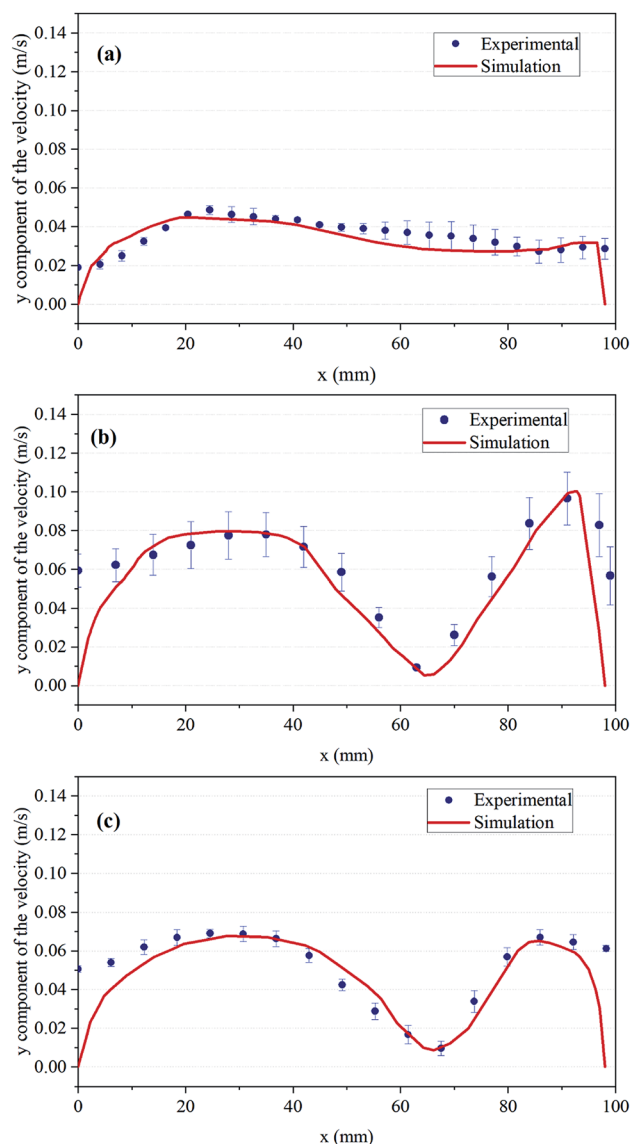 0.14
(a)
Experimental
Simulation
0.12
0.10
0.08
0.06
0.04
0.02
0.00
y component of the velocity (m/s)
0 20 40 60 80 100
x (mm)
0.14
(b)
Experimental
Simulation
0.12
0.10
0.08
0.06
0.04
0.02
0.00
y component of the velocity (m/s)
0 20 40 60 80 100
x (mm)
0.14
(c)
Experimental
Simulation
0.12
0.10
0.08
0.06
0.04
0.02
0.00
y component of the velocity (m/s)
0 20 40 60 80 100
x (mm)